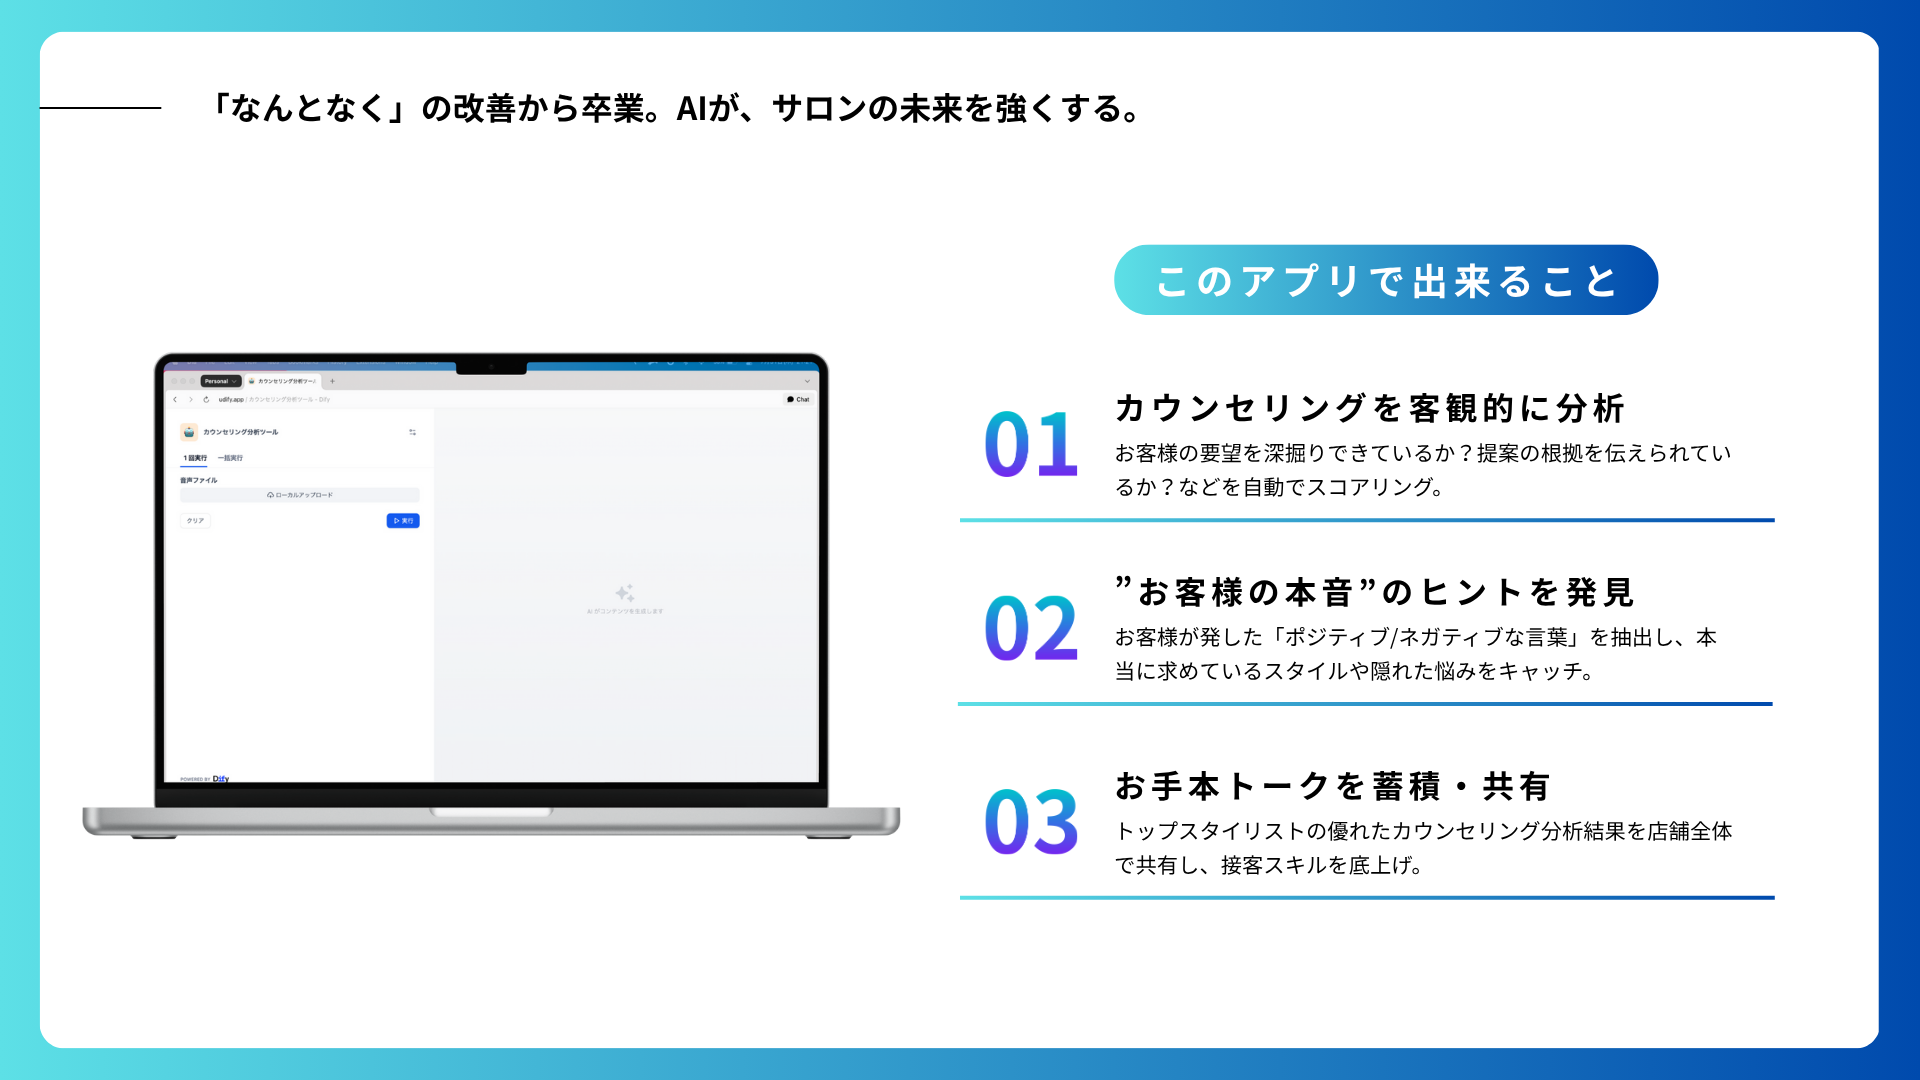 「なんとなく」の改善から卒業。AIが、サロンの未来を強くする。
Personal
カウンセリング分析ツー
udify.app / カウンセリング分析ツール - Dify
Chat
カウンセリング分析ツール
1 回実行 一括実行
音声ファイル
ローカルアップロード
クリア
実行
AI がコンテンツを生成します
POWERED BY Dify
このアプリで出来ること
01
カウンセリングを客観的に分析
お客様の要望を深掘りできているか？提案の根拠を伝えられてい
るか？などを自動でスコアリング。
02
”お客様の本音”のヒントを発見
お客様が発した「ポジティブ/ネガティブな言葉」を抽出し、本
当に求めているスタイルや隠れた悩みをキャッチ。
03
お手本トークを蓄積・共有
トップスタイリストの優れたカウンセリング分析結果を店舗全体
で共有し、接客スキルを底上げ。